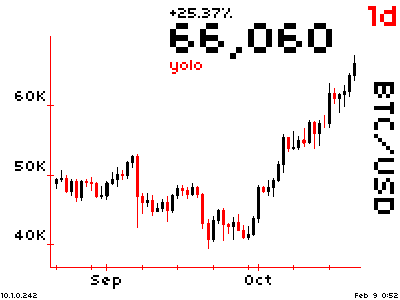 +25.37%
1d
66,060
yolo
60K
50K
40K
BTC/USD
Sep
Oct
10.1.0.242
Feb 9 0:52